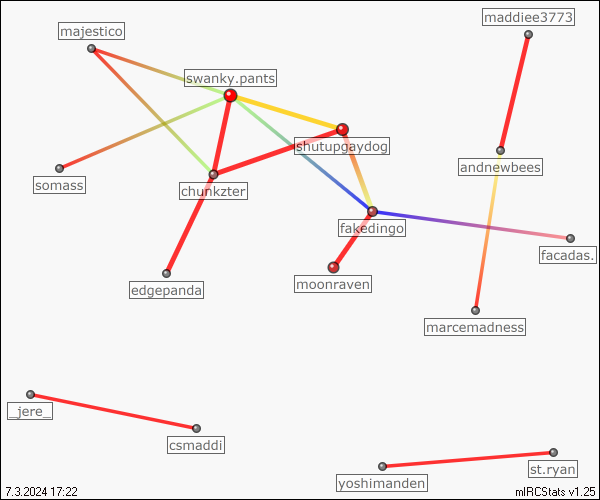 maddiee3773
majestico
swanky.pants
shutupgaydog
andnewbees
somass
chunkzter
fakedingo
facadas.
moonraven
edgepanda
marcemadness
_jere_
csmaddi
st.ryan
yoshimanden
7.3.2024 17:22
mIRCStats v1.25